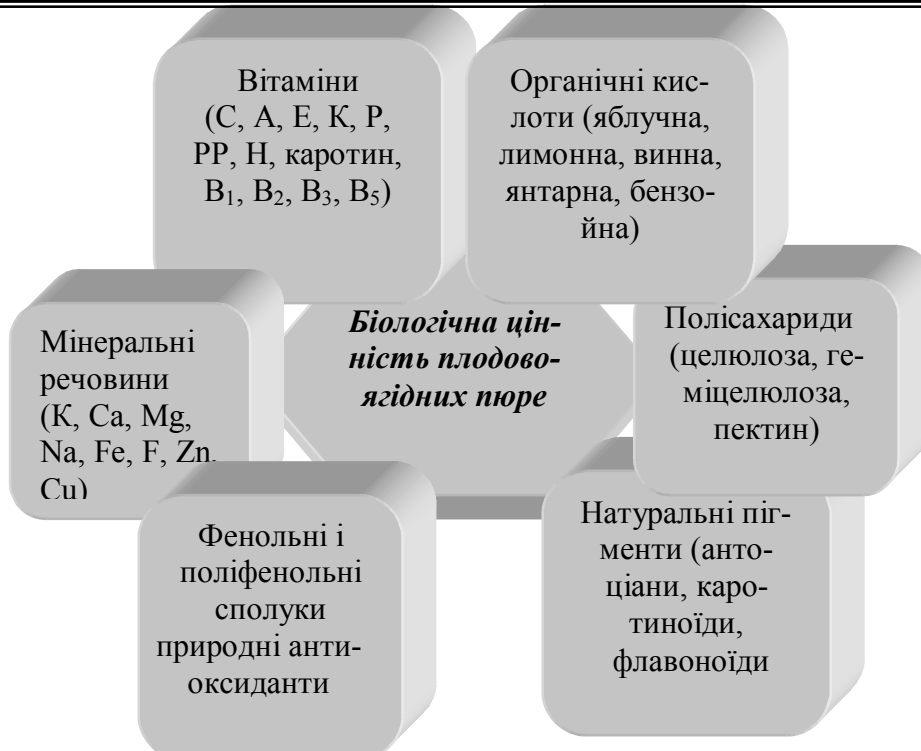 Вітаміни
(С, А, Е, К, Р,
РР, Н, каротин,
В₁, В₂, В₃, В₅)
Органічні кис-
лоти (яблучна,
лимонна, винна,
янтарна, бензо-
йна)
Мінеральні
речовини
(К, Ca, Mg,
Na, Fe, F, Zn,
Cu)
Біологічна цін-
ність плодово-
ягідних пюре
Полісахариди
(целюлоза, ге-
міцелюлоза,
пектин)
Фенольні і
поліфенольні
сполуки
природні анти-
оксиданти
Натуральні піг-
менти (анто-
ціани, каро-
тиноїди,
флавоноїди